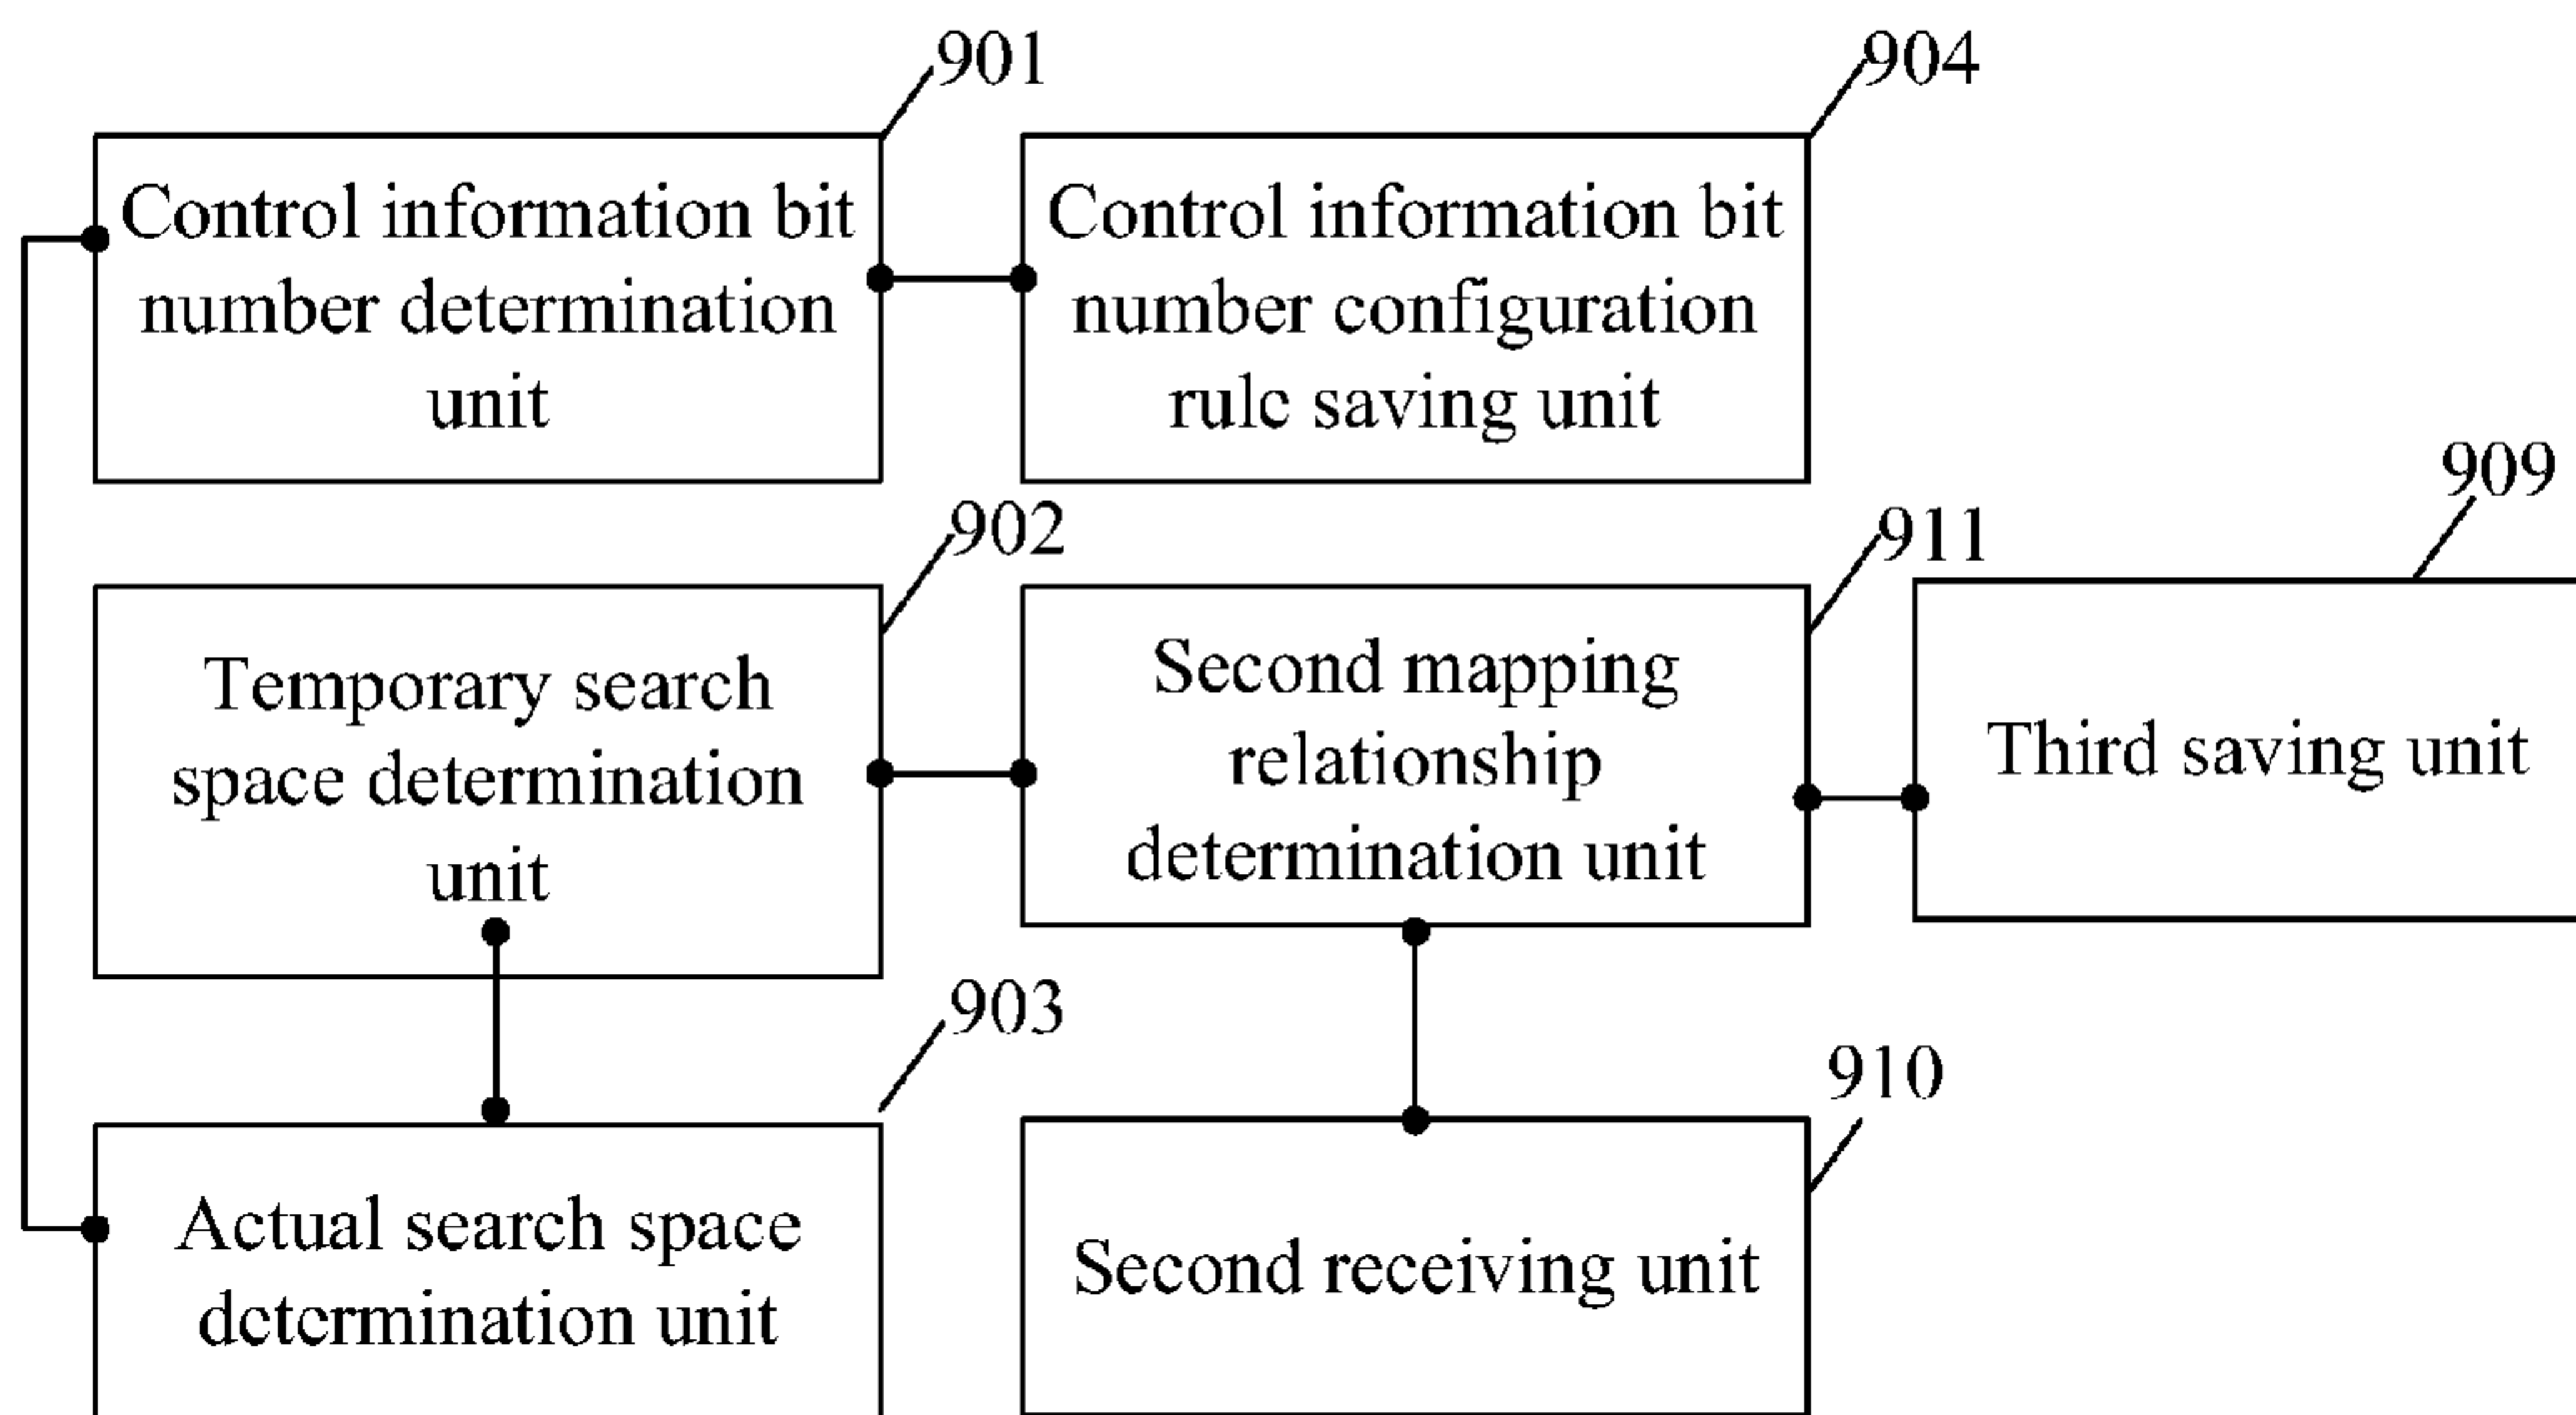 901
904
Control information bit
number determination
unit
Control information bit
number configuration
rule saving unit
909
902
911
Temporary search
space determination
unit
Second mapping
relationship
determination unit
Third saving unit
903
910
Actual search space
determination unit
Second receiving unit